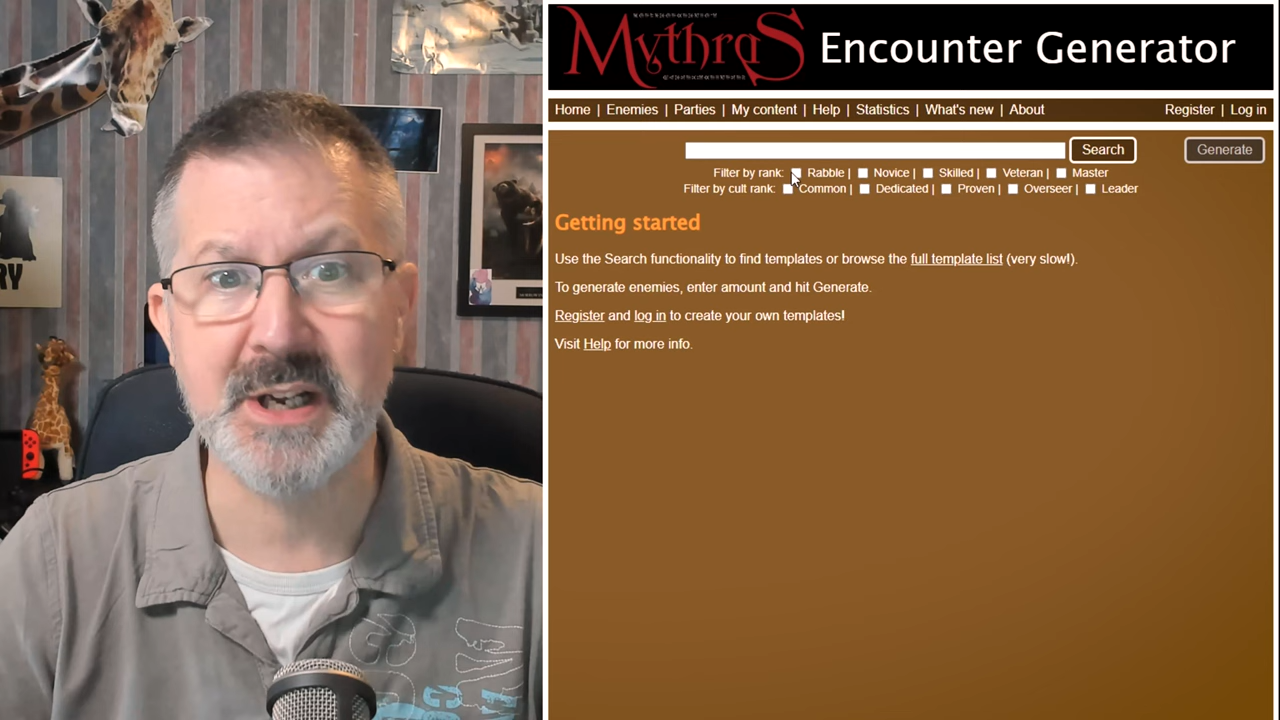 Mythras Encounter Generator
Home | Enemies | Parties | My content | Help | Statistics | What's new | About Register | Log in
Search Generate
Filter by rank: Rabble | Novice | Skilled | Veteran | Master
Filter by cult rank: Common | Dedicated | Proven | Overseer | Leader
Getting started
Use the Search functionality to find templates or browse the full template list (very slow!).
To generate enemies, enter amount and hit Generate.
Register and log in to create your own templates!
Visit Help for more info.
RY